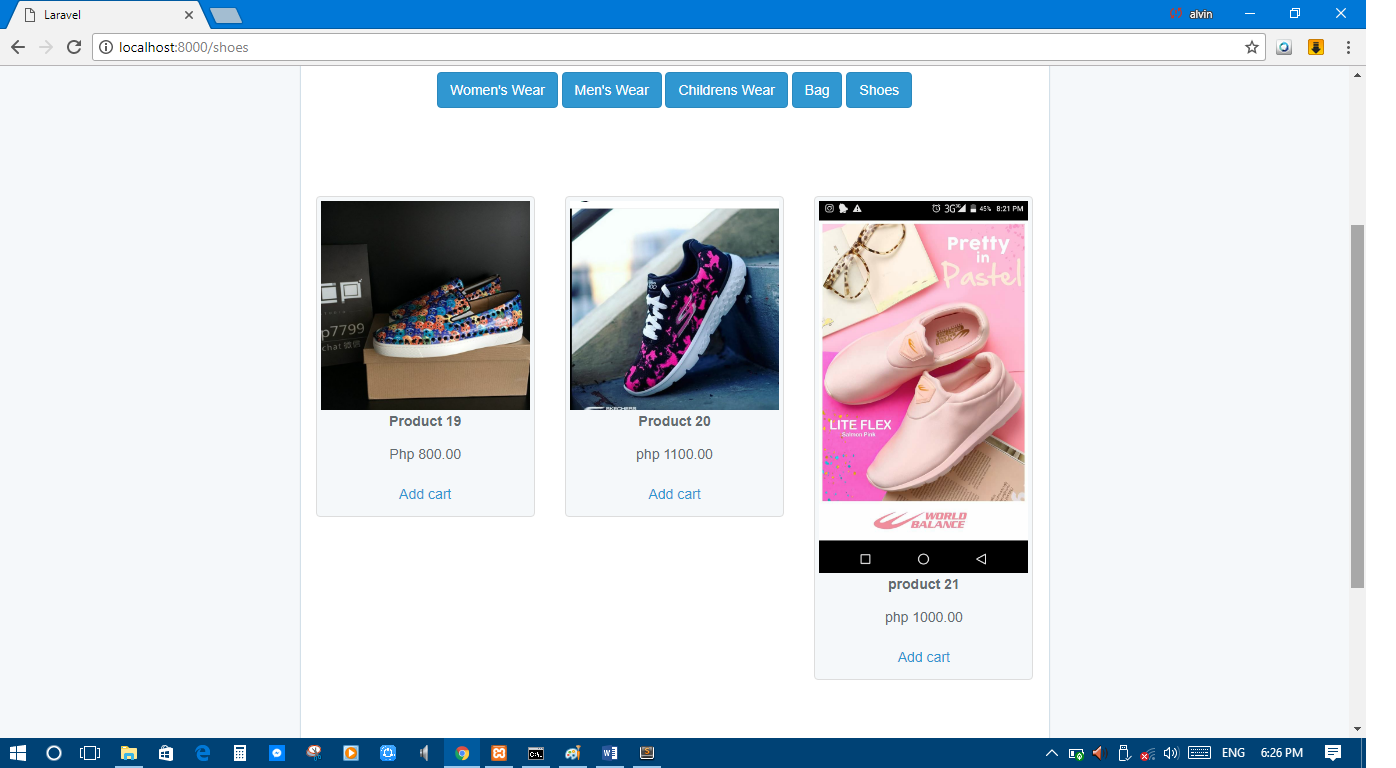 Laravel
alvin
localhost:8000/shoes
Women's Wear Men's Wear Childrens Wear Bag Shoes
p7799
chat 微信
Product 19
Php 800.00
Add cart
SKECHERS
Product 20
php 1100.00
Add cart
3G 45% 8:21 PM
Pretty
in
Pastel
LITE FLEX
Salmon Pink
WORLD
BALANCE
product 21
php 1000.00
Add cart
ENG 6:26 PM